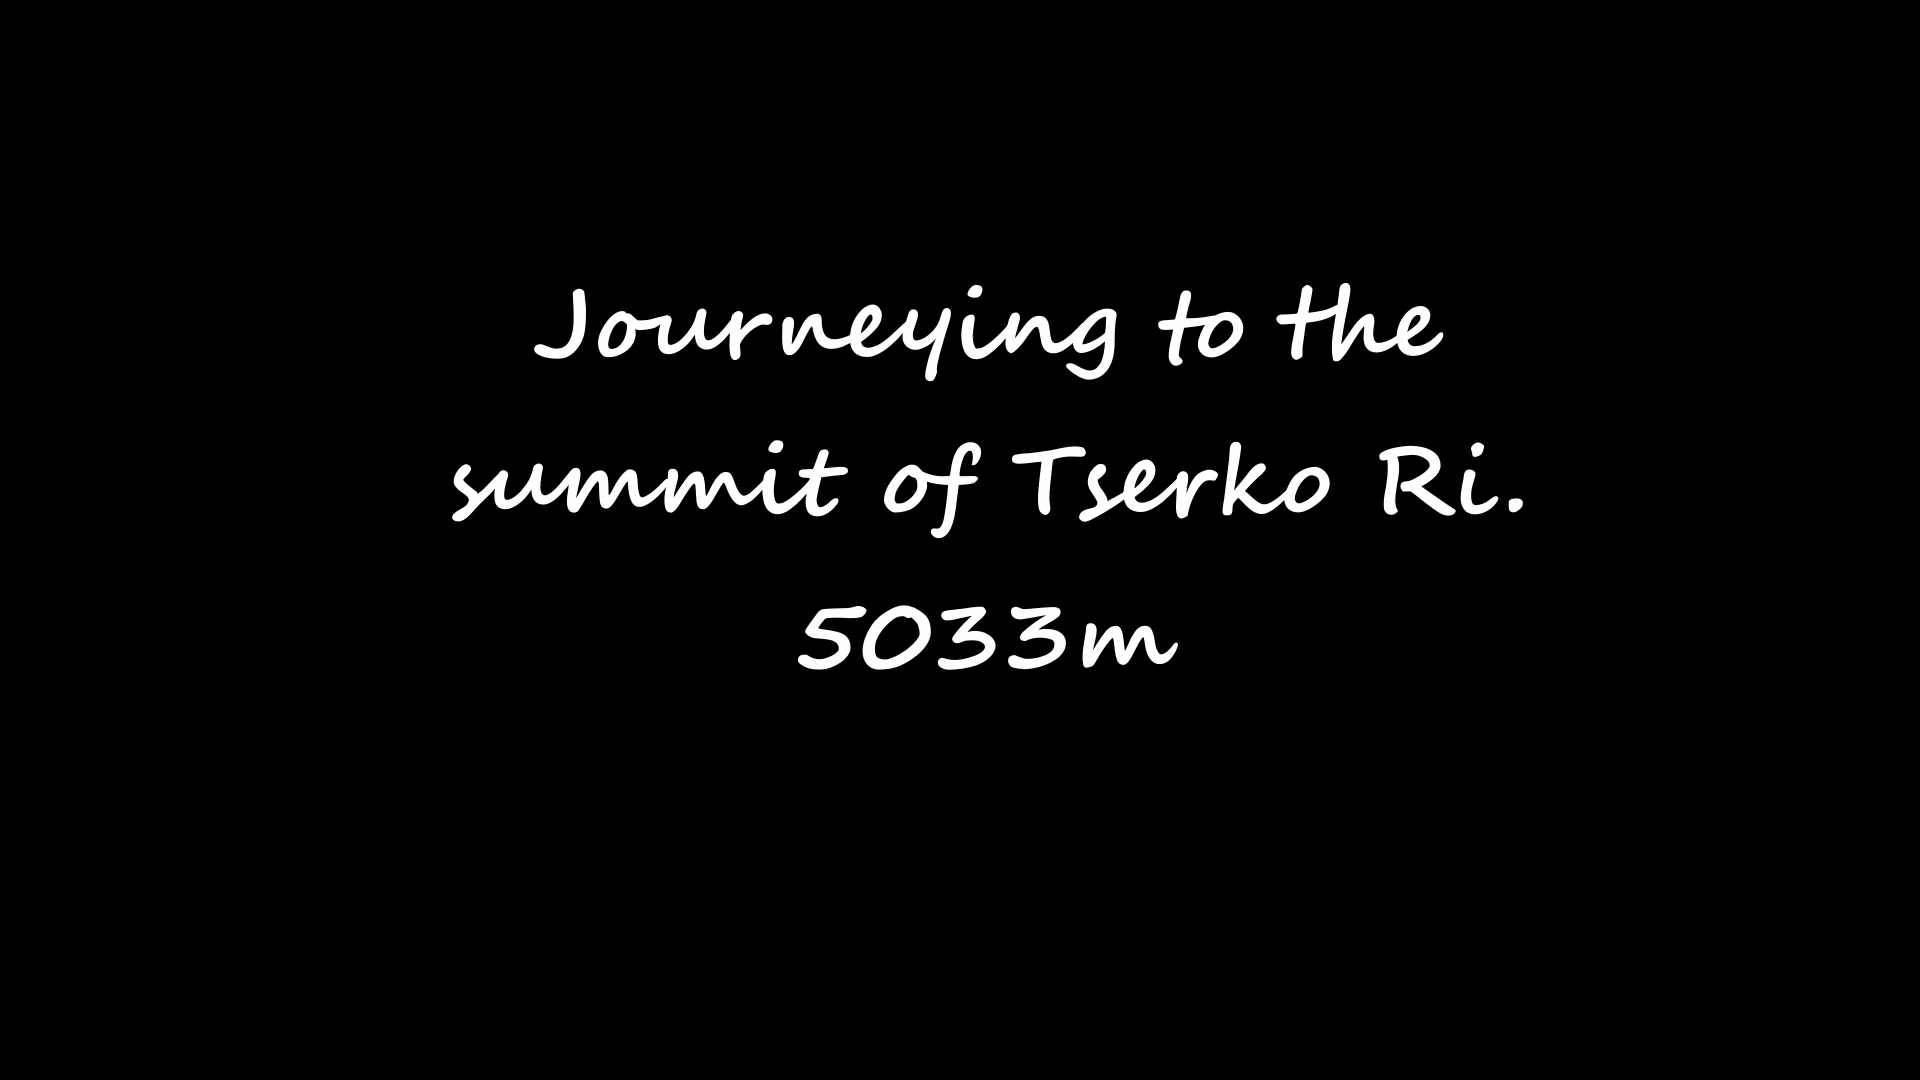 Journeying to the
summit of Tserko Ri.
5033m